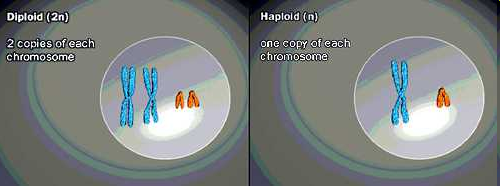 Diploid (2n)
2 copies of each
chromosome
Haploid (n)
one copy of each
chromosome